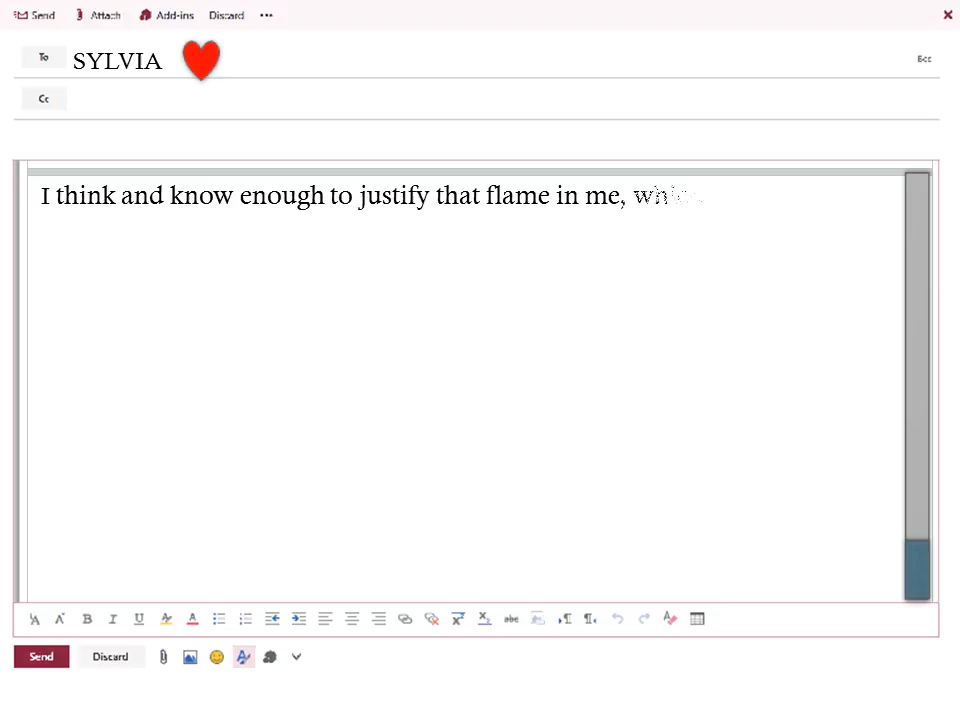 Send Attach Add-ins Discard
To SYLVIA Bcc
Cc
I think and know enough to justify that flame in me,
Send Discard